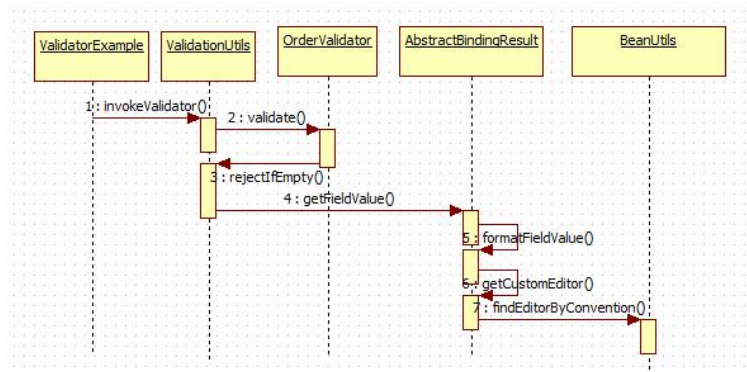 ValidatorExample
ValidationUtils
OrderValidator
AbstractBindingResult
BeanUtils
1 : invokeValidator()
2 : validate()
3 : rejectIfEmpty()
4 : getFieldValue()
5 : formatFieldValue()
6 : getCustomEditor()
7 : findEditorByConvention()